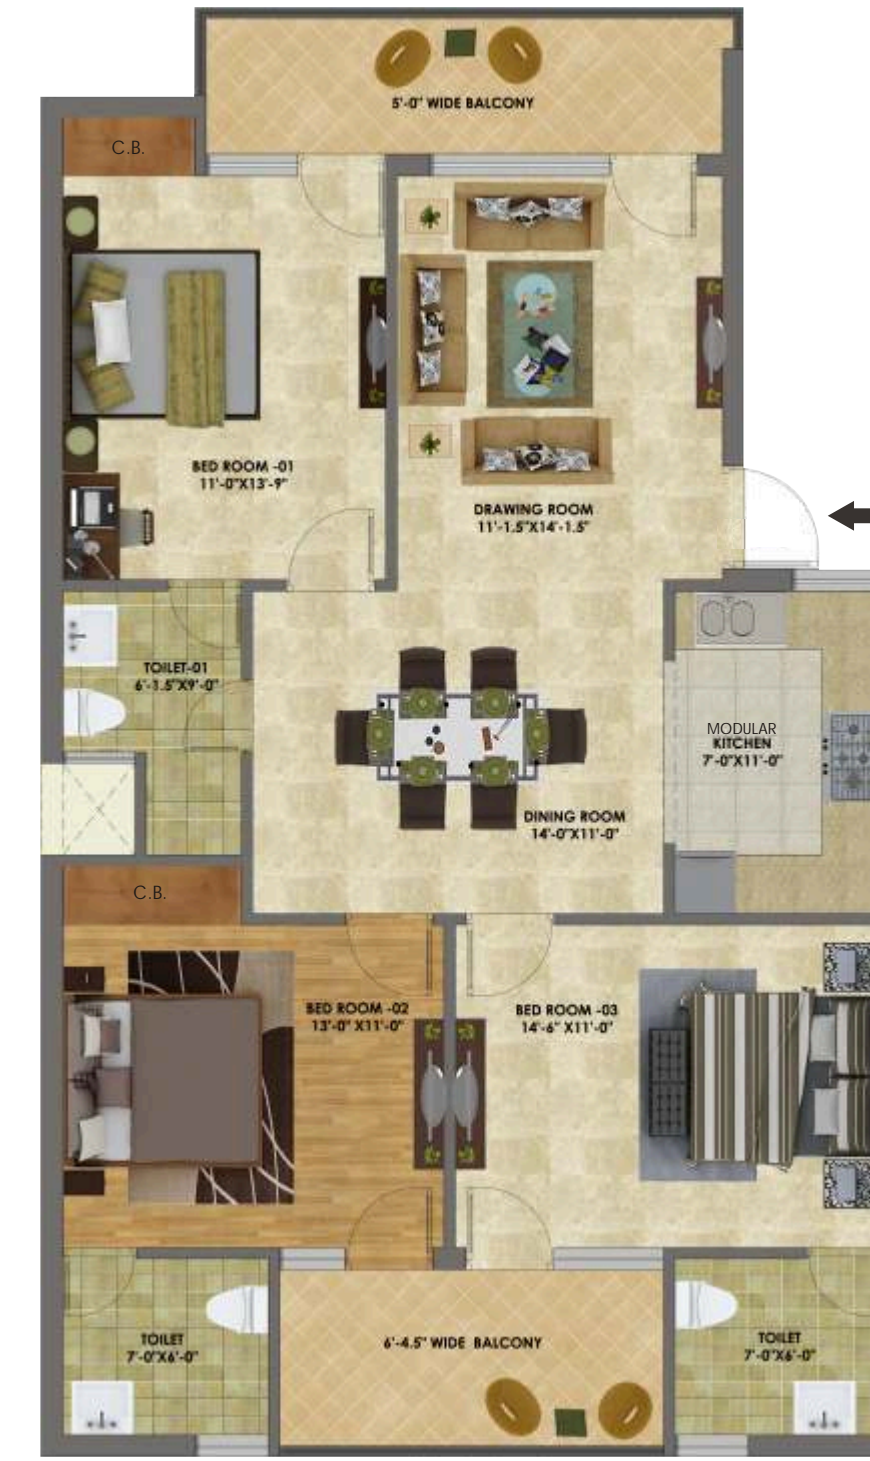 5'-0" WIDE BALCONY
C.B.
BED ROOM -01
11'-0"X13'-9"
DRAWING ROOM
11'-1.5"X14'-1.5"
TOILET-01
6'-1.5"X9'-0"
MODULAR
KITCHEN
7'-0"X11'-0"
DINING ROOM
14'-0"X11'-0"
C.B.
BED ROOM -02
13'-0" X11'-0"
BED ROOM -03
14'-6" X11'-0"
TOILET
7'-0"X6'-0"
6'-4.5" WIDE BALCONY
TOILET
7'-0"X6'-0"